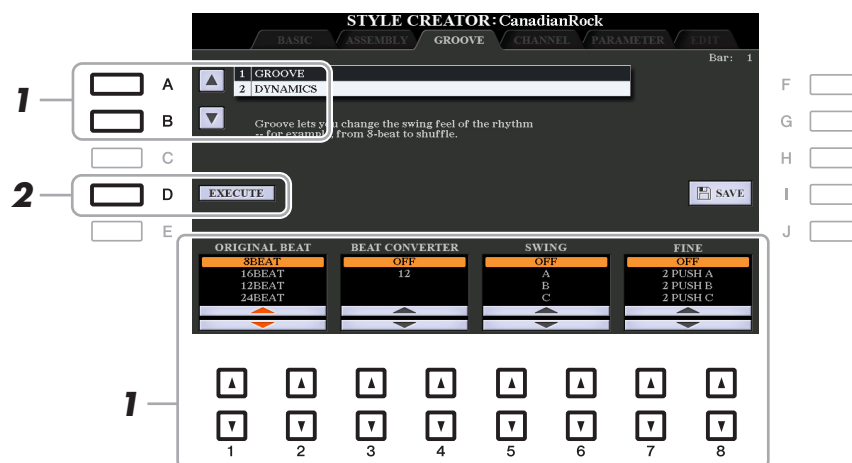 STYLE CREATOR:CanadianRock
BASIC ASSEMBLY GROOVE CHANNEL PARAMETER EDIT
Bar: 1
1 GROOVE
2 DYNAMICS
Groove lets you change the swing feel of the rhythm
-- for example, from 8-beat to shuffle.
EXECUTE
SAVE
1
2
A
B
C
D
E
F
G
H
I
J
ORIGINAL BEAT BEAT CONVERTER SWING FINE
8BEAT OFF OFF OFF
16BEAT 12 A 2 PUSH A
12BEAT B 2 PUSH B
24BEAT C 2 PUSH C
1
1 2 3 4 5 6 7 8